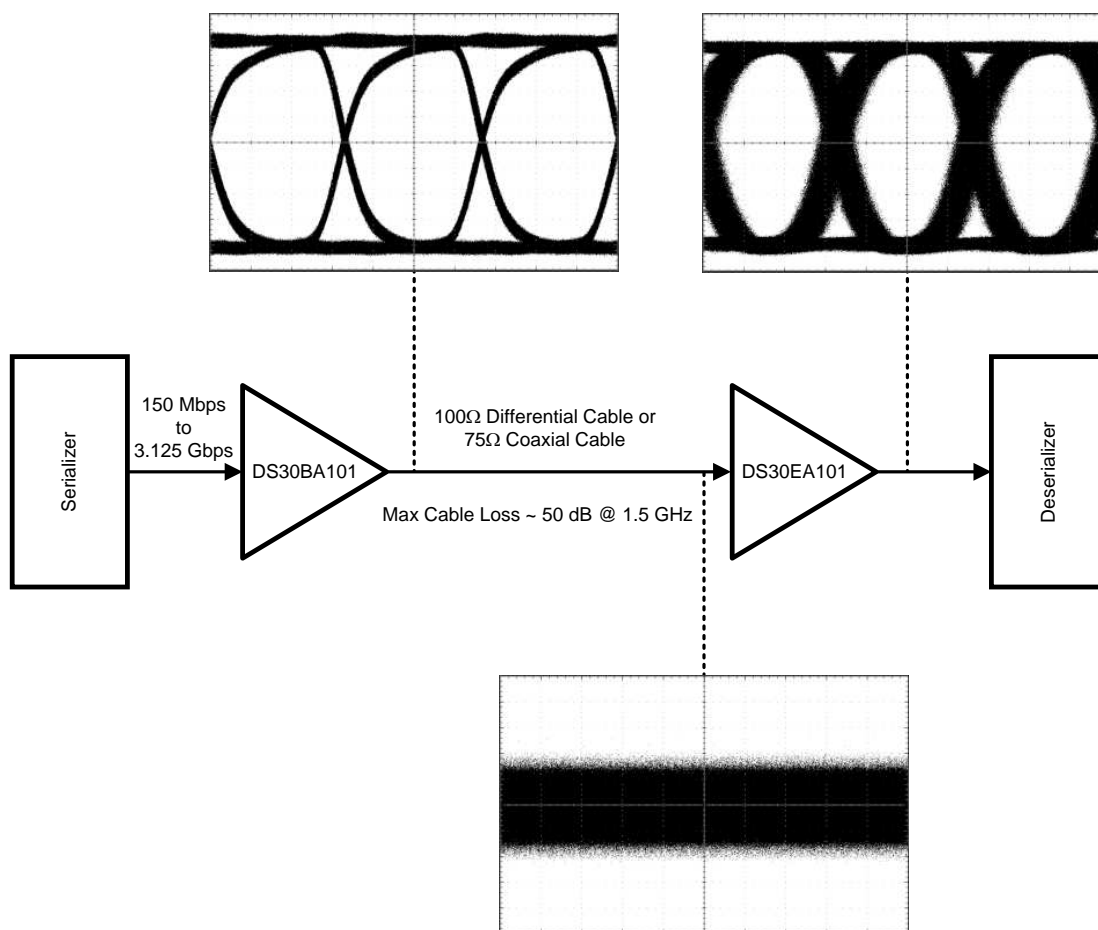 Serializer
150 Mbps
to
3.125 Gbps
DS30BA101
100Ω Differential Cable or
75Ω Coaxial Cable
Max Cable Loss ~ 50 dB @ 1.5 GHz
DS30EA101
Deserializer